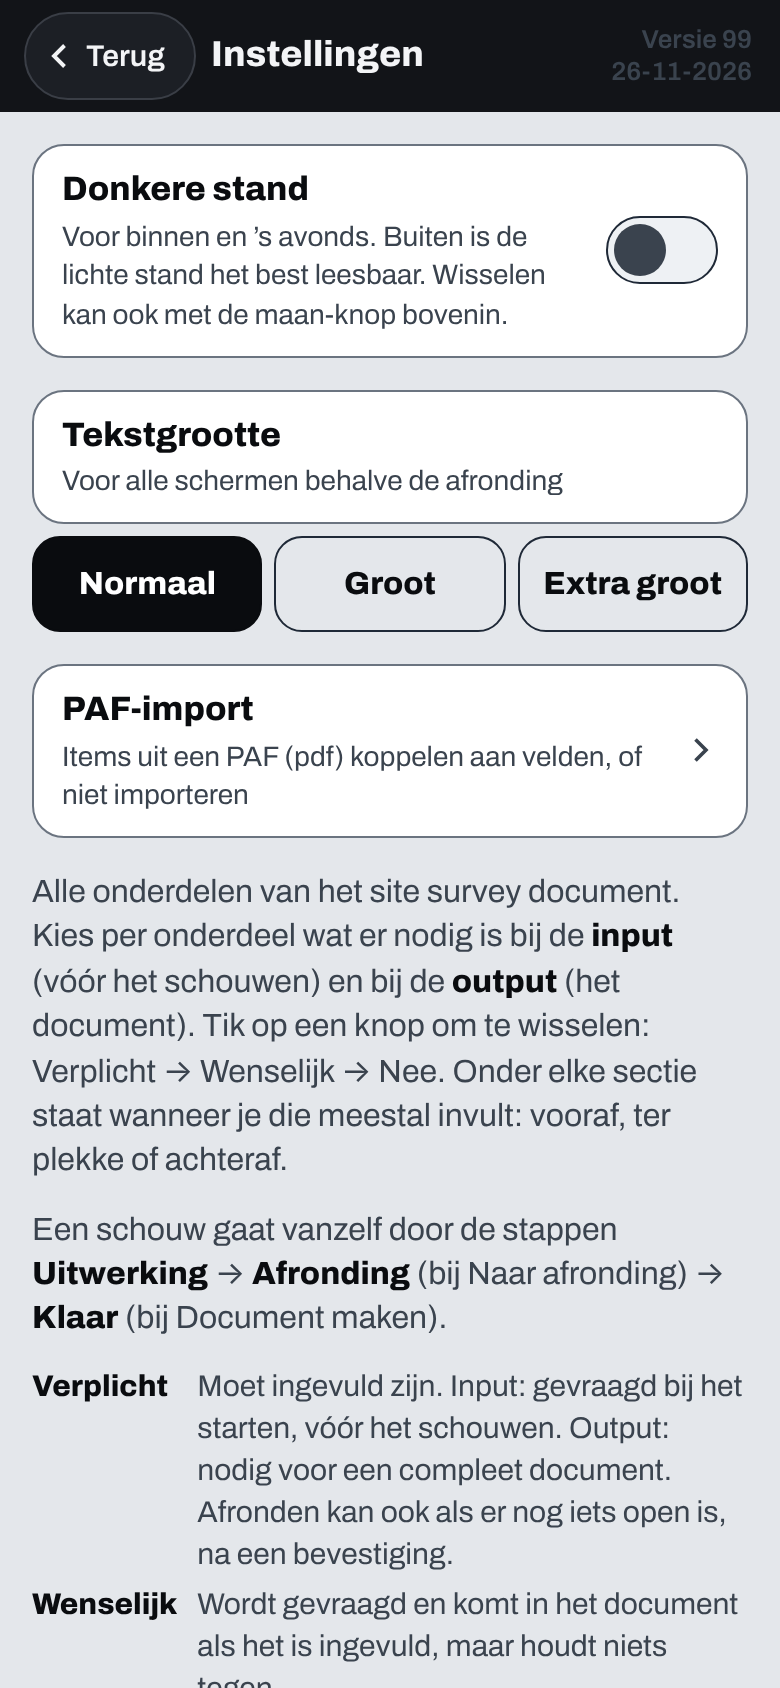 Terug
Instellingen
Versie 99
26-11-2026
Donkere stand
Voor binnen en ’s avonds. Buiten is de
lichte stand het best leesbaar. Wisselen
kan ook met de maan-knop bovenin.
Tekstgrootte
Voor alle schermen behalve de afronding
Normaal
Groot
Extra groot
PAF-import
Items uit een PAF (pdf) koppelen aan velden, of
niet importeren
Alle onderdelen van het site survey document.
Kies per onderdeel wat er nodig is bij de input
(vóór het schouwen) en bij de output (het
document). Tik op een knop om te wisselen:
Verplicht → Wenselijk → Nee. Onder elke sectie
staat wanneer je die meestal invult: vooraf, ter
plekke of achteraf.
Een schouw gaat vanzelf door de stappen
Uitwerking → Afronding (bij Naar afronding) →
Klaar (bij Document maken).
Verplicht
Moet ingevuld zijn. Input: gevraagd bij het
starten, vóór het schouwen. Output:
nodig voor een compleet document.
Afronden kan ook als er nog iets open is,
na een bevestiging.
Wenselijk
Wordt gevraagd en komt in het document
als het is ingevuld, maar houdt niets
tegen.